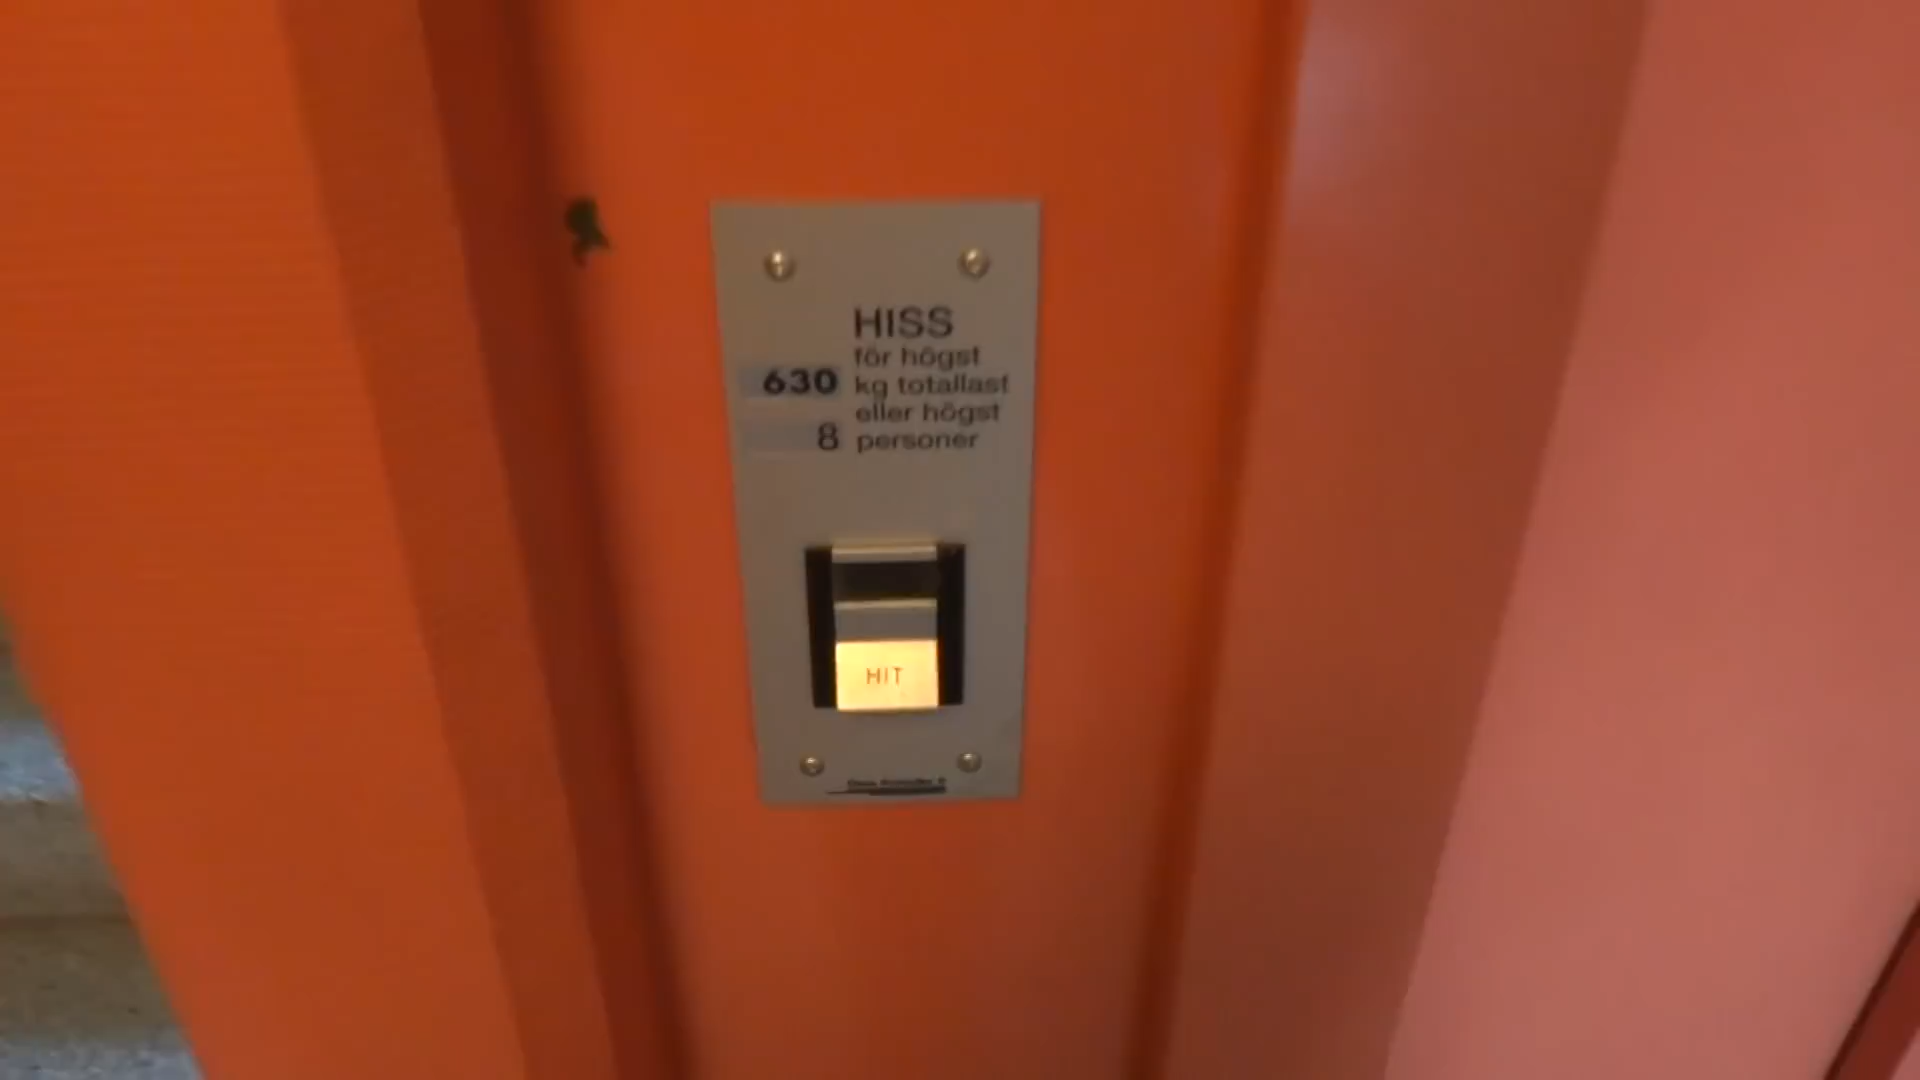 HISS
för högst
630 kg totallast
eller högst
8 personer
HIT